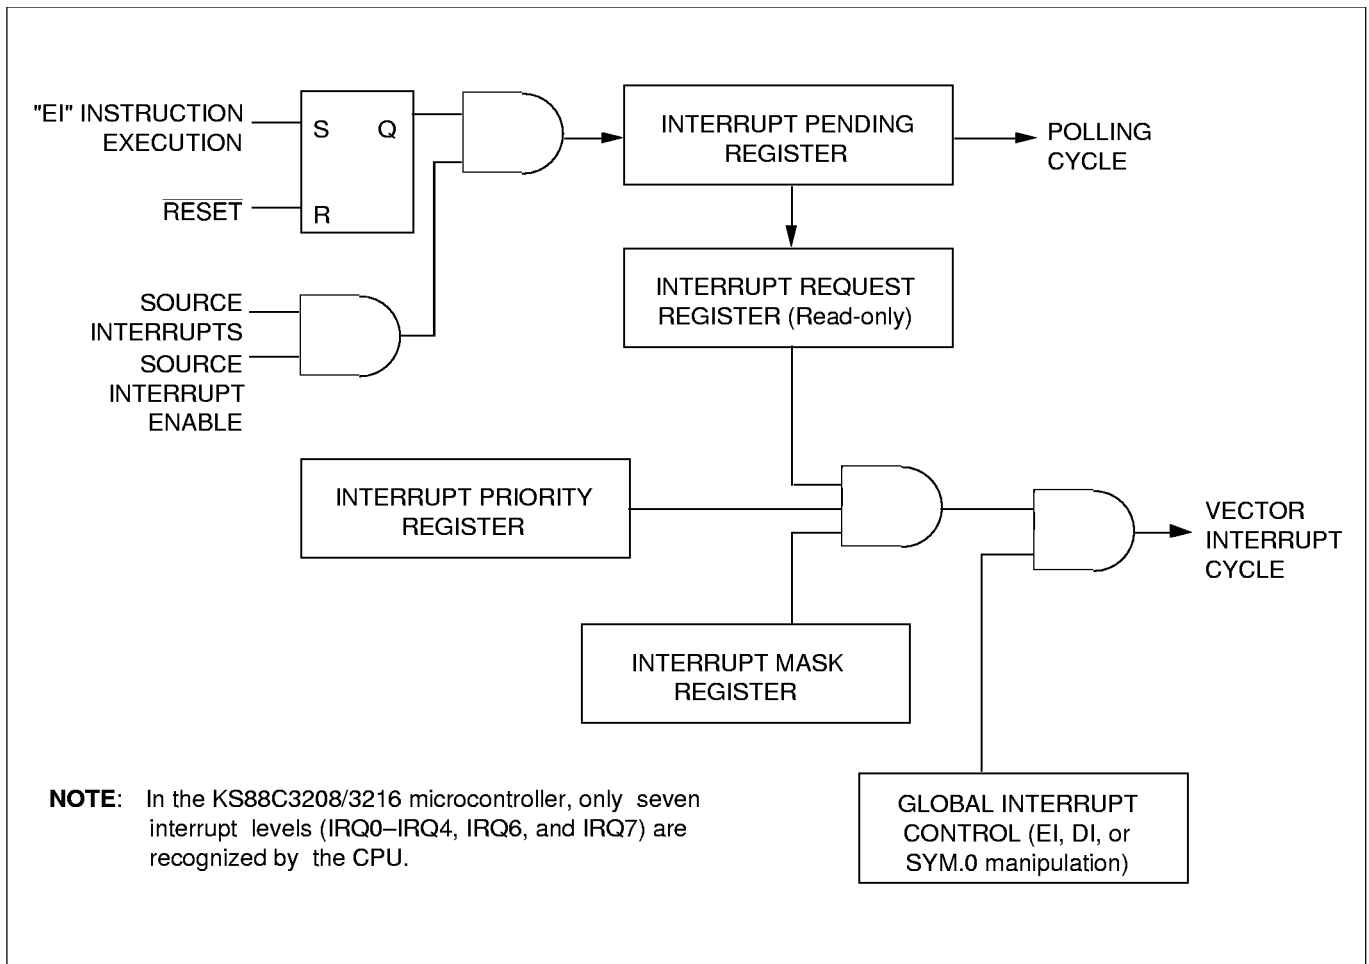 "EI" INSTRUCTION
EXECUTION
S Q
RESET
R
INTERRUPT PENDING
REGISTER
POLLING
CYCLE
SOURCE
INTERRUPTS
SOURCE
INTERRUPT
ENABLE
INTERRUPT REQUEST
REGISTER (Read-only)
INTERRUPT PRIORITY
REGISTER
VECTOR
INTERRUPT
CYCLE
INTERRUPT MASK
REGISTER
GLOBAL INTERRUPT
CONTROL (EI, DI, or
SYM.0 manipulation)
NOTE: In the KS88C3208/3216 microcontroller, only seven
interrupt levels (IRQ0–IRQ4, IRQ6, and IRQ7) are
recognized by the CPU.